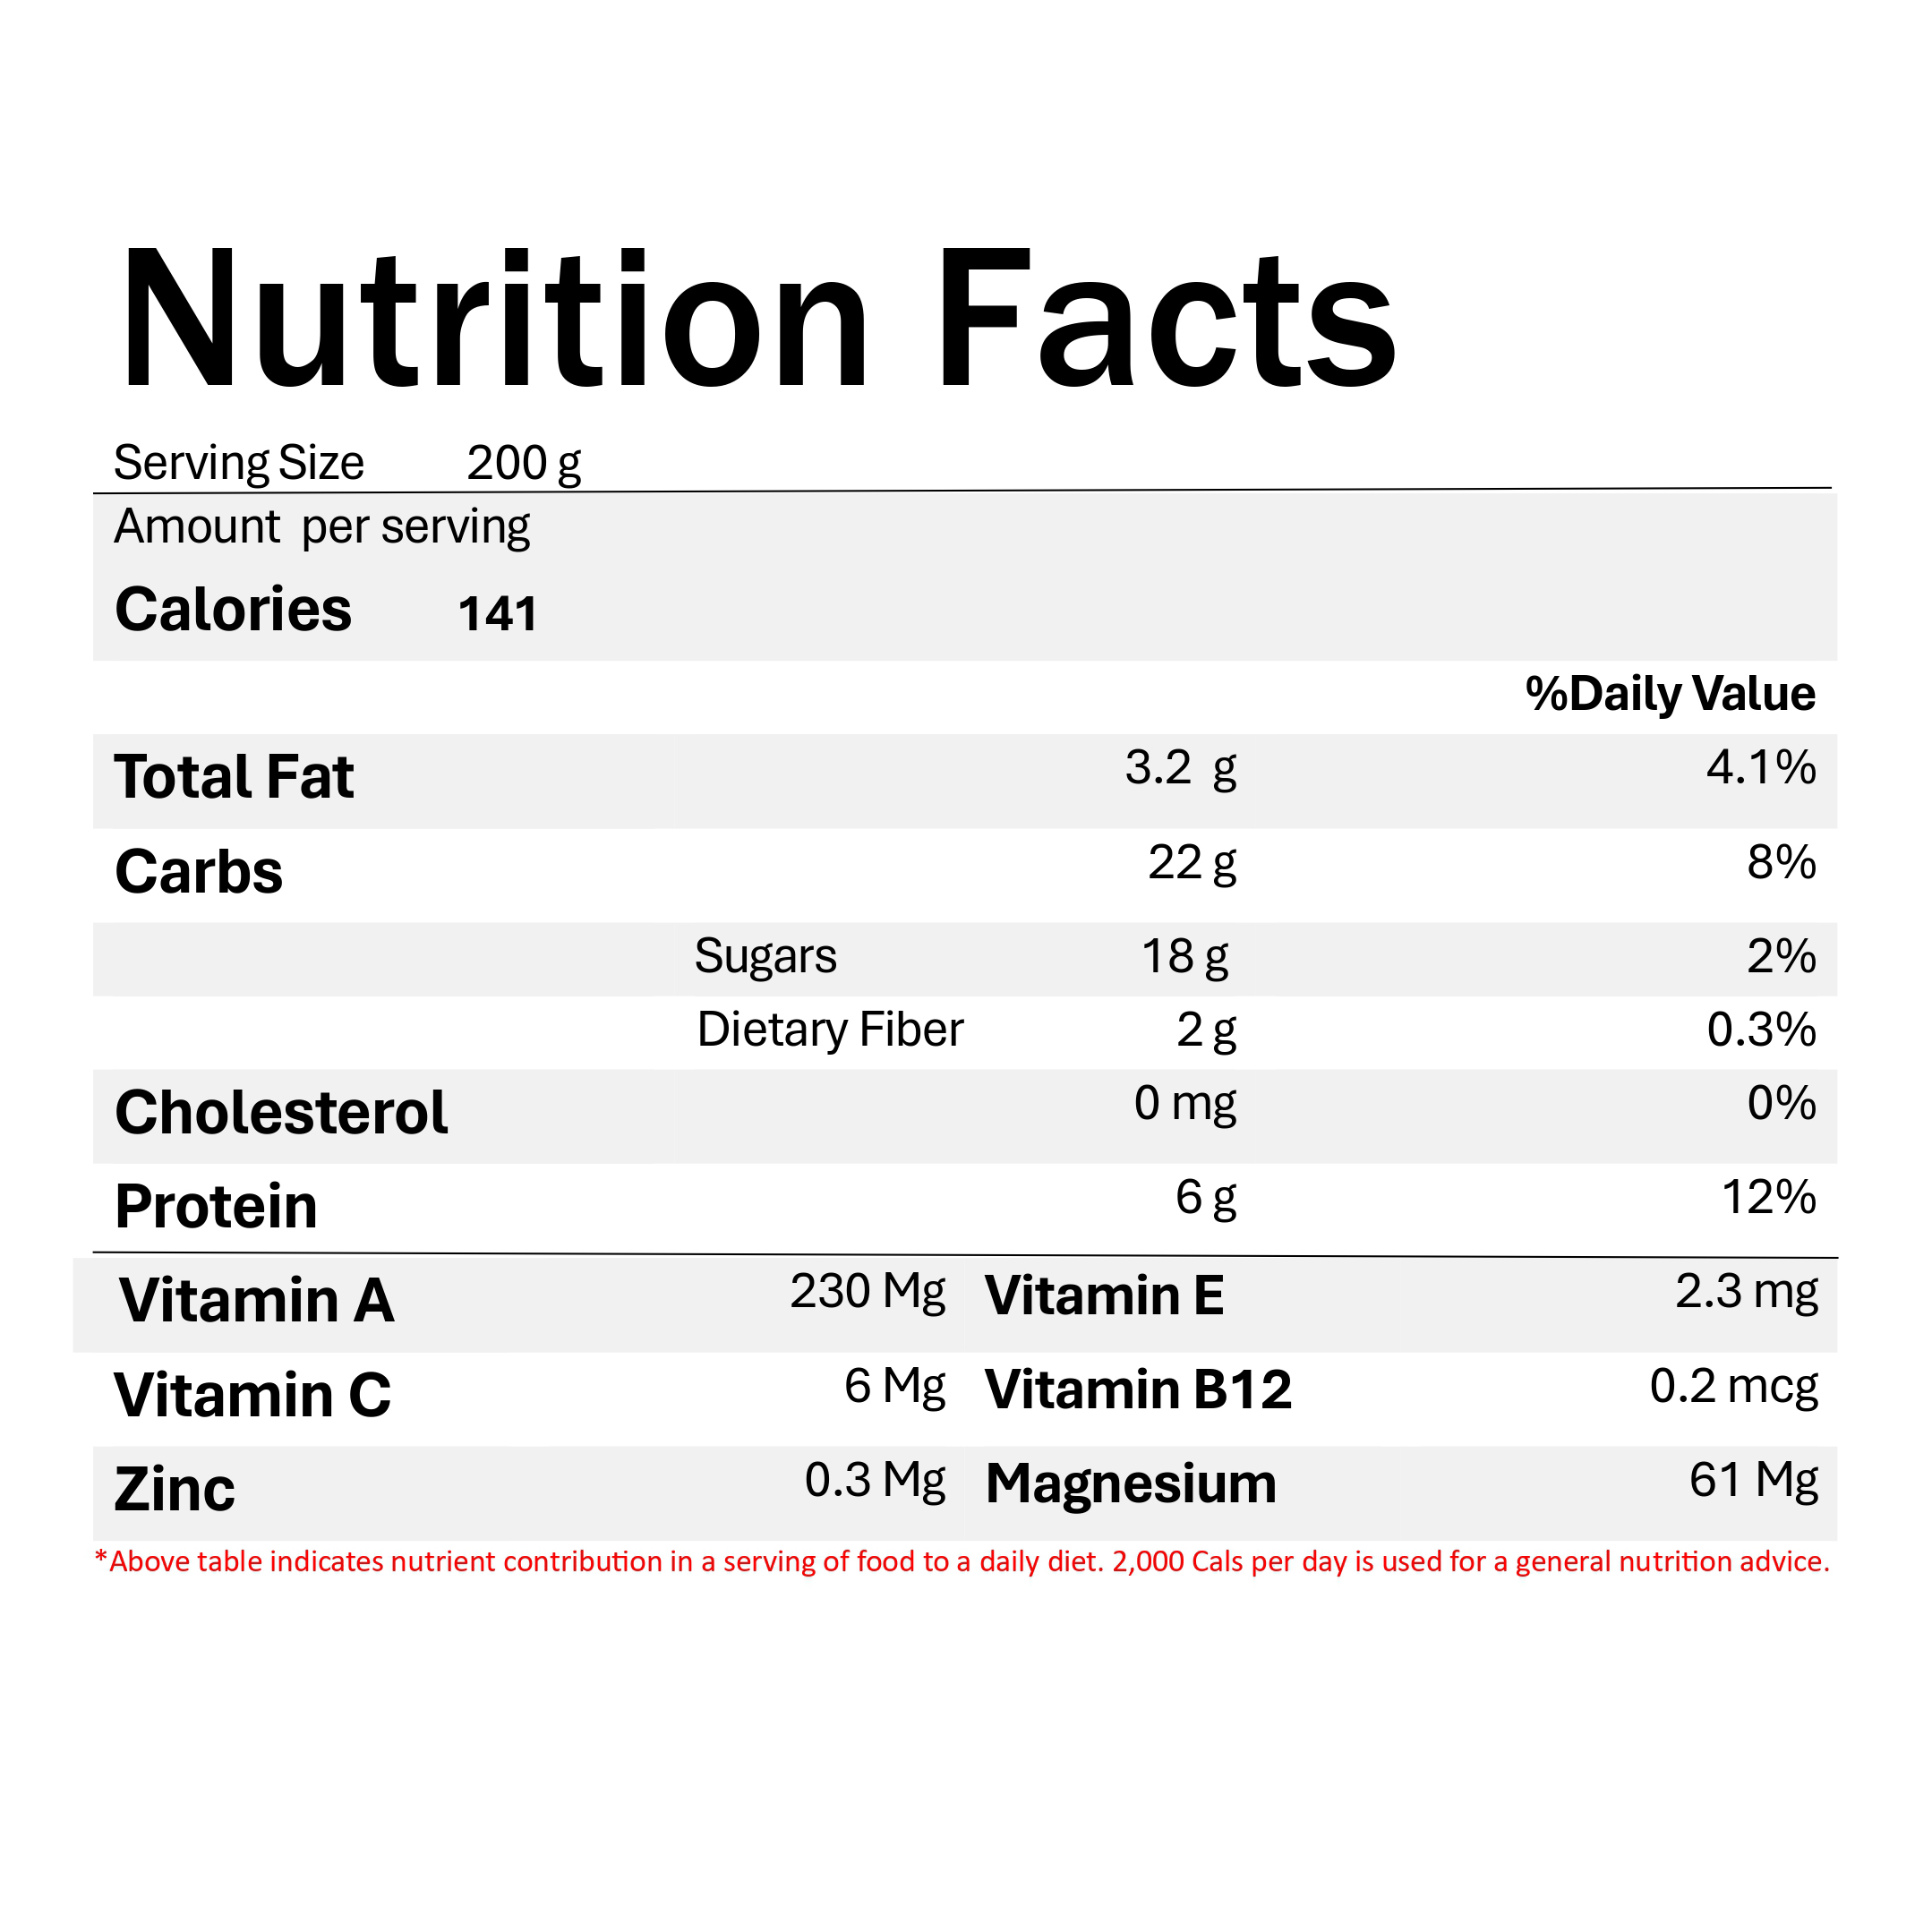 Nutrition Facts
Serving Size 200 g
Amount per serving
Calories 141
%Daily Value
Total Fat 3.2 g 4.1%
Carbs 22 g 8%
Sugars 18 g 2%
Dietary Fiber 2 g 0.3%
Cholesterol 0 mg 0%
Protein 6 g 12%
Vitamin A 230 Mg Vitamin E 2.3 mg
Vitamin C 6 Mg Vitamin B12 0.2 mcg
Zinc 0.3 Mg Magnesium 61 Mg
*Above table indicates nutrient contribution in a serving of food to a daily diet. 2,000 Cals per day is used for a general nutrition advice.